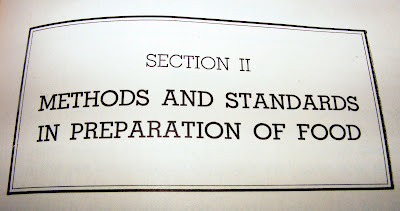 SECTION II
METHODS AND STANDARDS
IN PREPARATION OF FOOD